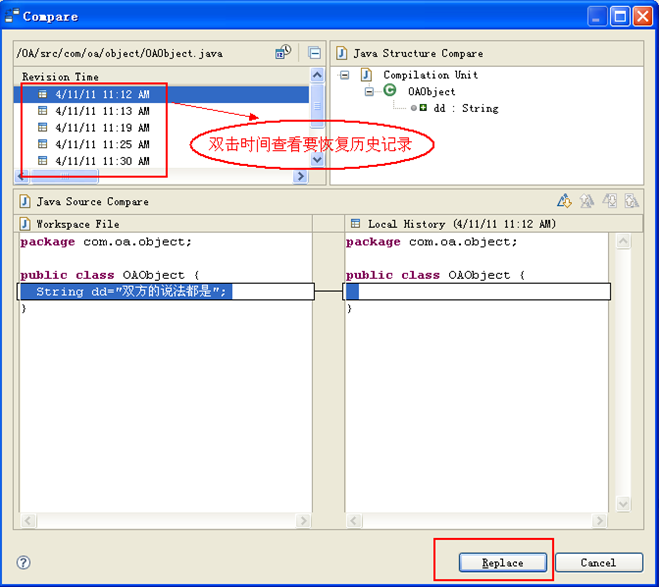 Compare
/OA/src/com/oa/object/OAObject.java
Java Structure Compare
Revision Time
4/11/11 11:12 AM
4/11/11 11:13 AM
4/11/11 11:19 AM
4/11/11 11:25 AM
4/11/11 11:30 AM
Compilation Unit
OAObject
dd : String
双击时间查看要恢复历史记录
Java Source Compare
Workspace File
Local History (4/11/11 11:12 AM)
package com.oa.object;
public class OAObject {
String dd="双方的说法都是";
}
package com.oa.object;
public class OAObject {
}
Replace
Cancel